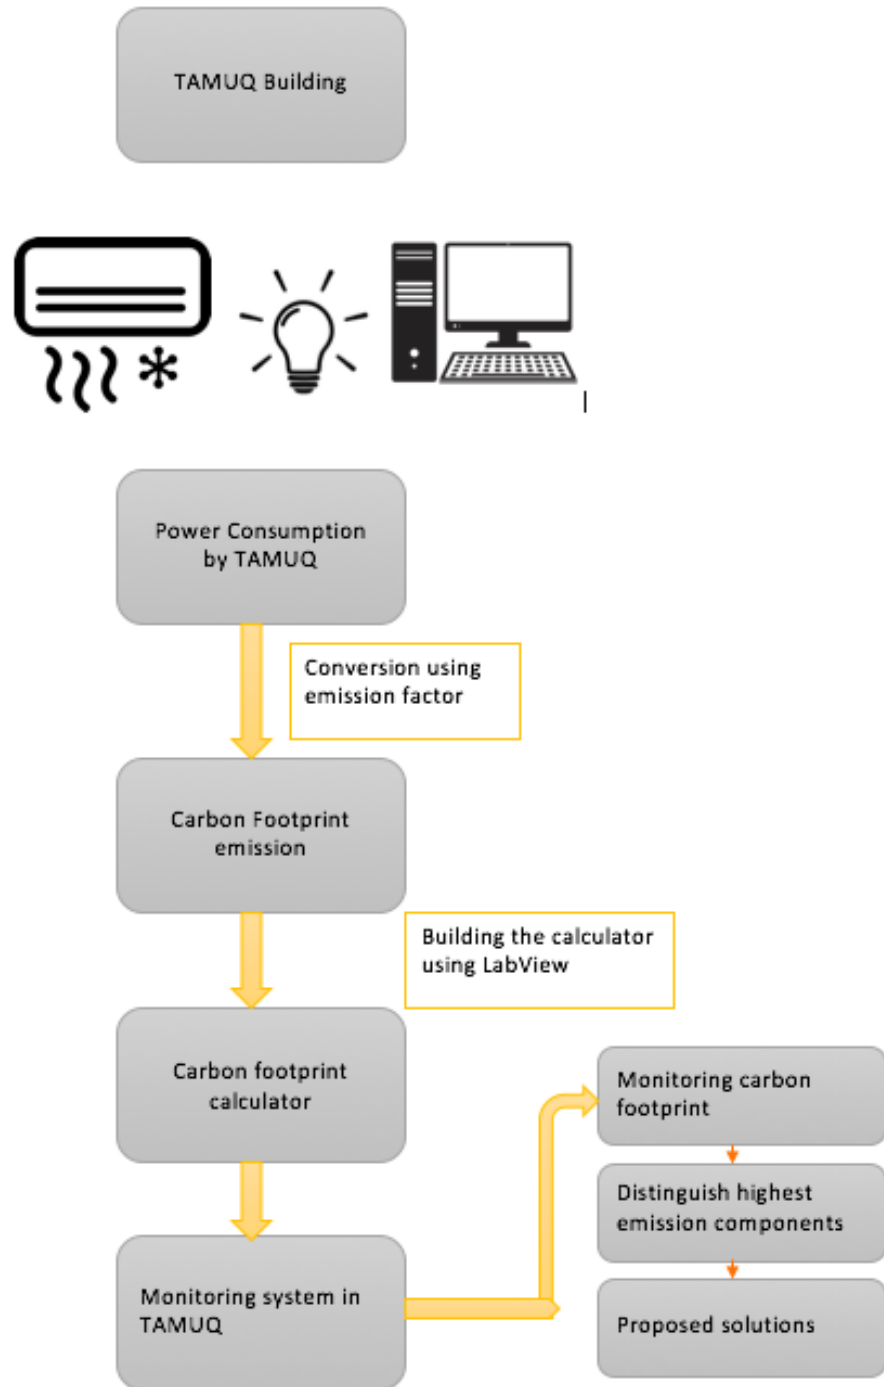 TAMUQ Building
Power Consumption
by TAMUQ
Conversion using
emission factor
Carbon Footprint
emission
Building the calculator
using LabView
Carbon footprint
calculator
Monitoring system in
TAMUQ
Monitoring carbon
footprint
Distinguish highest
emission components
Proposed solutions